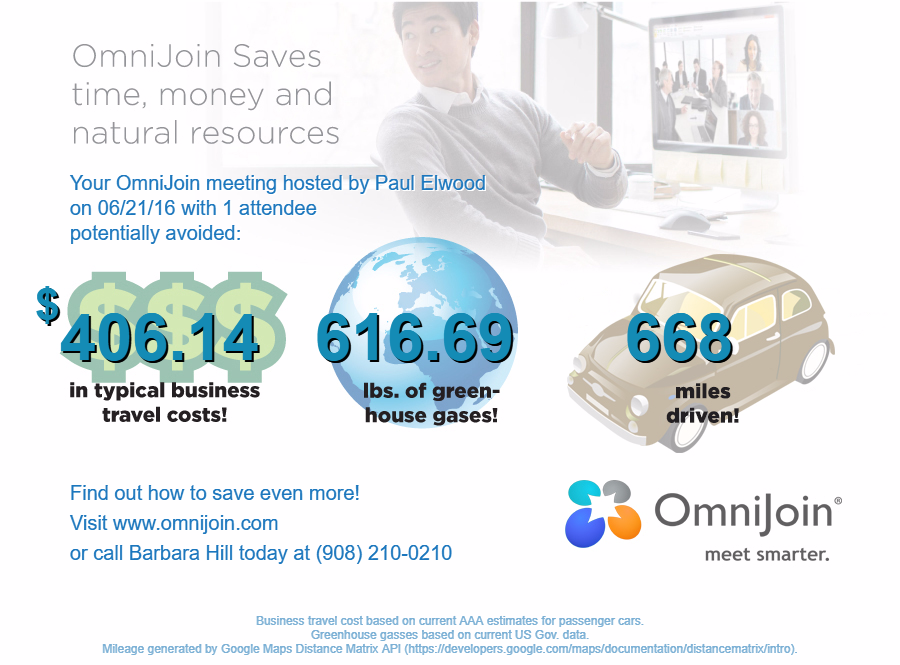 OmniJoin Saves
time, money and
natural resources
Your OmniJoin meeting hosted by Paul Elwood
on 06/21/16 with 1 attendee
potentially avoided:
$$$
$406.14
in typical business
travel costs!
616.69
lbs. of green-
house gases!
668
miles
driven!
Find out how to save even more!
Visit www.omnijoin.com
or call Barbara Hill today at (908) 210-0210
OmniJoin®
meet smarter.
Business travel cost based on current AAA estimates for passenger cars.
Greenhouse gasses based on current US Gov. data.
Mileage generated by Google Maps Distance Matrix API (https://developers.google.com/maps/documentation/distancematrix/intro).